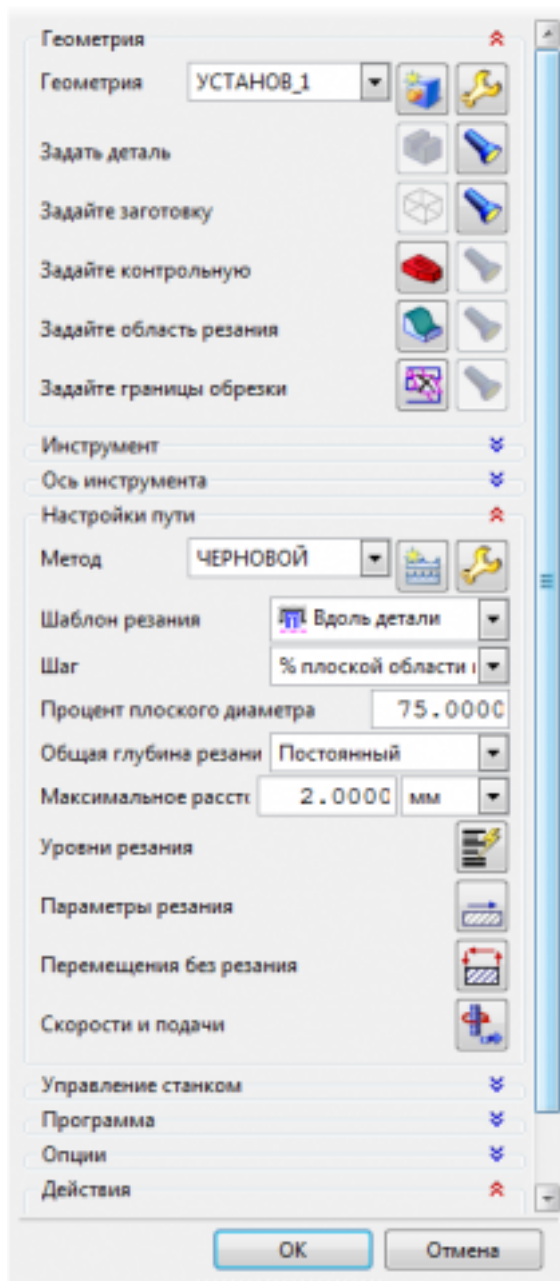 Геометрия
Геометрия УСТАНОВ_1
Задать деталь
Задайте заготовку
Задайте контрольную
Задайте область резания
Задайте границы обрезки
Инструмент
Ось инструмента
Настройки пути
Метод ЧЕРНОВОЙ
Шаблон резания Вдоль детали
Шаг % плоской области
Процент плоского диаметра 75.0000
Общая глубина резани Постоянный
Максимальное расстo 2.0000 мм
Уровни резания
Параметры резания
Перемещения без резания
Скорости и подачи
Управление станком
Программа
Опции
Действия
ОК Отмена